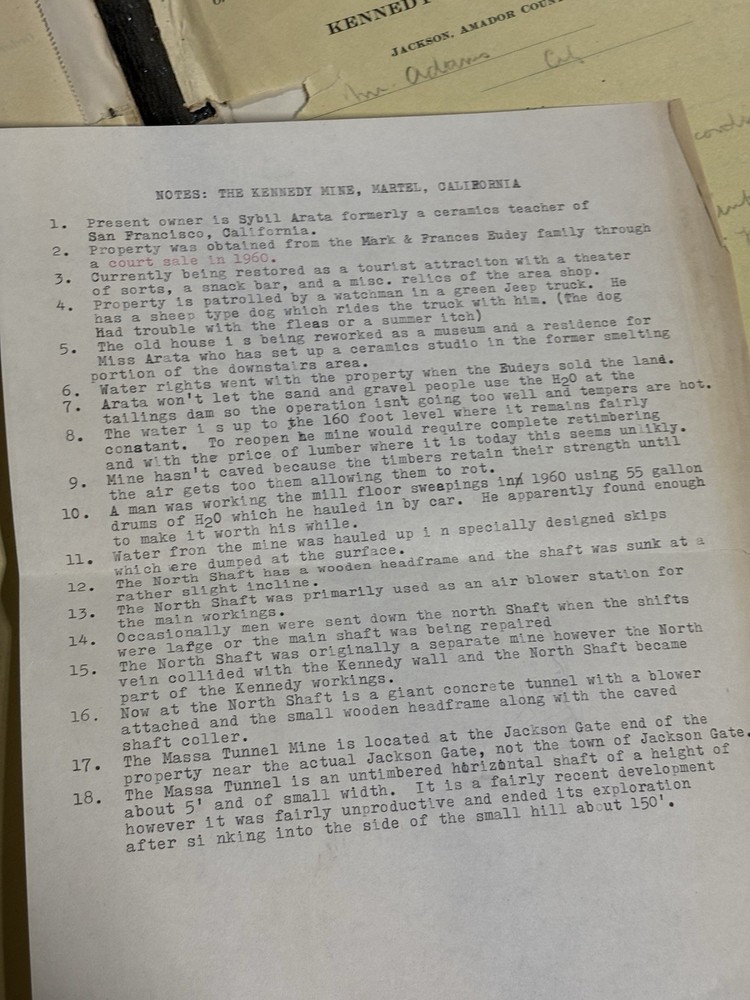 KENNED
JACKSON, AMADOR COUN
Adams
Cal
NOTES: THE KENNEDY MINE, MARTEL, CALIFORNIA
1. Present owner is Sybil Arata formerly a ceramics teacher of
San Francisco, California.
2. Property was obtained from the Mark & Frances Eudey family through
a court sale in 1960.
3. Currently being restored as a tourist attraciton with a theater
of sorts, a snack bar, and a misc. relics of the area shop.
4. Property is patrolled by a watchman in a green Jeep truck. He
has a sheep type dog which rides the truck with him. (The dog
Had trouble with the fleas or a summer itch)
5. The old house i s being reworked as a museum and a residence for
Miss Arata who has set up a ceramics studio in the former smelting
portion of the downstairs area.
6. Water rights went with the property when the Eudeys sold the land.
7. Arata won't let the sand and gravel people use the H2O at the
tailings dam so the operation isnt going too well and tempers are hot.
8. The water i s up to the 160 foot level where it remains fairly
constant. To reopen he mine would require complete retimbering
and with the price of lumber where it is today this seems unlikly.
9. Mine hasn't caved because the timbers retain their strength until
the air gets too them allowing them to rot.
10. A man was working the mill floor sweepings in 1960 using 55 gallon
drums of H2O which he hauled in by car. He apparently found enough
to make it worth his while.
11. Water fron the mine was hauled up i n specially designed skips
which were dumped at the surface.
12. The North Shaft has a wooden headframe and the shaft was sunk at a
rather slight incline.
13. The North Shaft was primarily used as an air blower station for
the main workings.
14. Occasionally men were sent down the north Shaft when the shifts
were large or the main shaft was being repaired
15. The North Shaft was originally a separate mine however the North
vein collided with the Kennedy wall and the North Shaft became
part of the Kennedy workings.
16. Now at the North Shaft is a giant concrete tunnel with a blower
attached and the small wooden headframe along with the caved
shaft coller.
17. The Massa Tunnel Mine is located at the Jackson Gate end of the
property near the actual Jackson Gate, not the town of Jackson Gate.
18. The Massa Tunnel is an untimbered horizontal shaft of a height of
about 5' and of small width. It is a fairly recent development
however it was fairly unproductive and ended its exploration
after si nking into the side of the small hill about 150'.